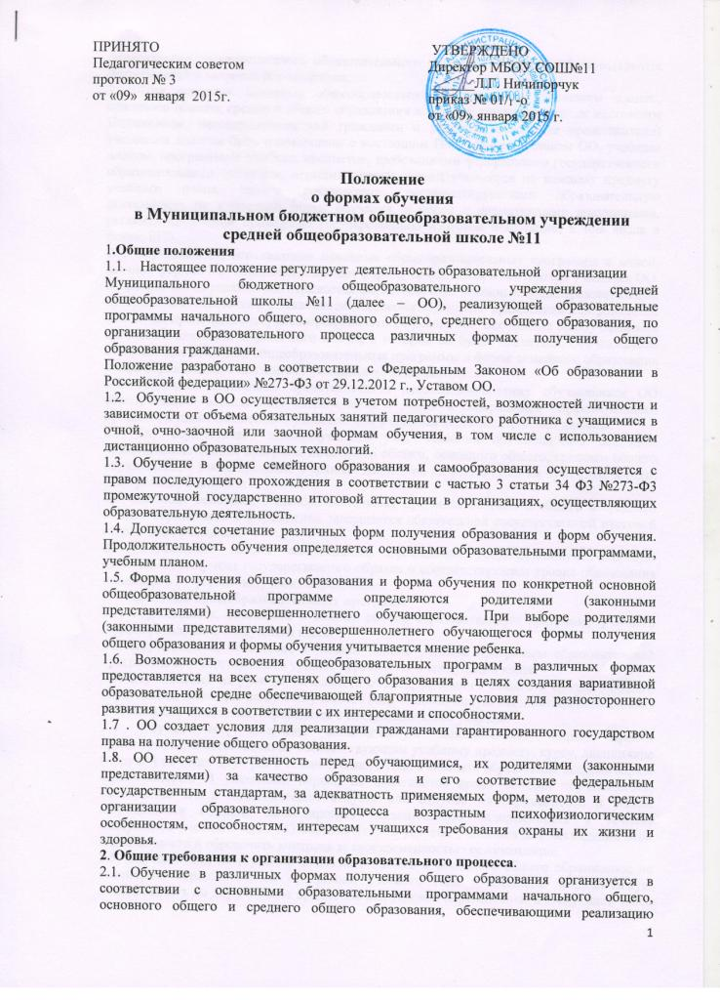 ПРИНЯТО
Педагогическим советом
протокол № 3
от «09» января 2015г.
УТВЕРЖДЕНО
Директор МБОУ СОШ№11
Л.П. Ничипорчук
приказ № 01/1-о
от «09» января 2015 г.
Положение
о формах обучения
в Муниципальном бюджетном общеобразовательном учреждении
средней общеобразовательной школе №11
1.Общие положения
1.1. Настоящее положение регулирует деятельность образовательной организации
Муниципального бюджетного общеобразовательного учреждения средней
общеобразовательной школы №11 (далее – ОО), реализующей образовательные
программы начального общего, основного общего, среднего общего образования, по
организации образовательного процесса различных формах получения общего
образования гражданами.
Положение разработано в соответствии с Федеральным Законом «Об образовании в
Российской федерации» №273-ФЗ от 29.12.2012 г., Уставом ОО.
1.2. Обучение в ОО осуществляется в учетом потребностей, возможностей личности и
зависимости от объема обязательных занятий педагогического работника с учащимися в
очной, очно-заочной или заочной формам обучения, в том числе с использованием
дистанционно образовательных технологий.
1.3. Обучение в форме семейного образования и самообразования осуществляется с
правом последующего прохождения в соответствии с частью 3 статьи 34 ФЗ №273-ФЗ
промежуточной государственно итоговой аттестации в организациях, осуществляющих
образовательную деятельность.
1.4. Допускается сочетание различных форм получения образования и форм обучения.
Продолжительность обучения определяется основными образовательными программами,
учебным планом.
1.5. Форма получения общего образования и форма обучения по конкретной основной
общеобразовательной программе определяются родителями (законными
представителями) несовершеннолетнего обучающегося. При выборе родителями
(законными представителями) несовершеннолетнего обучающегося формы получения
общего образования и формы обучения учитывается мнение ребенка.
1.6. Возможность освоения общеобразовательных программ в различных формах
предоставляется на всех ступенях общего образования в целях создания вариативной
образовательной средне обеспечивающей благоприятные условия для разностороннего
развития учащихся в соответствии с их интересами и способностями.
1.7 . ОО создает условия для реализации гражданами гарантированного государством
права на получение общего образования.
1.8. ОО несет ответственность перед обучающимися, их родителями (законными
представителями) за качество образования и его соответствие федеральным
государственным стандартам, за адекватность применяемых форм, методов и средств
организации образовательного процесса возрастным психофизиологическим
особенностям, способностям, интересам учащихся требования охраны их жизни и
здоровья.
2. Общие требования к организации образовательного процесса.
2.1. Обучение в различных формах получения общего образования организуется в
соответствии с основными образовательными программами начального общего,
основного общего и среднего общего образования, обеспечивающими реализацию
1